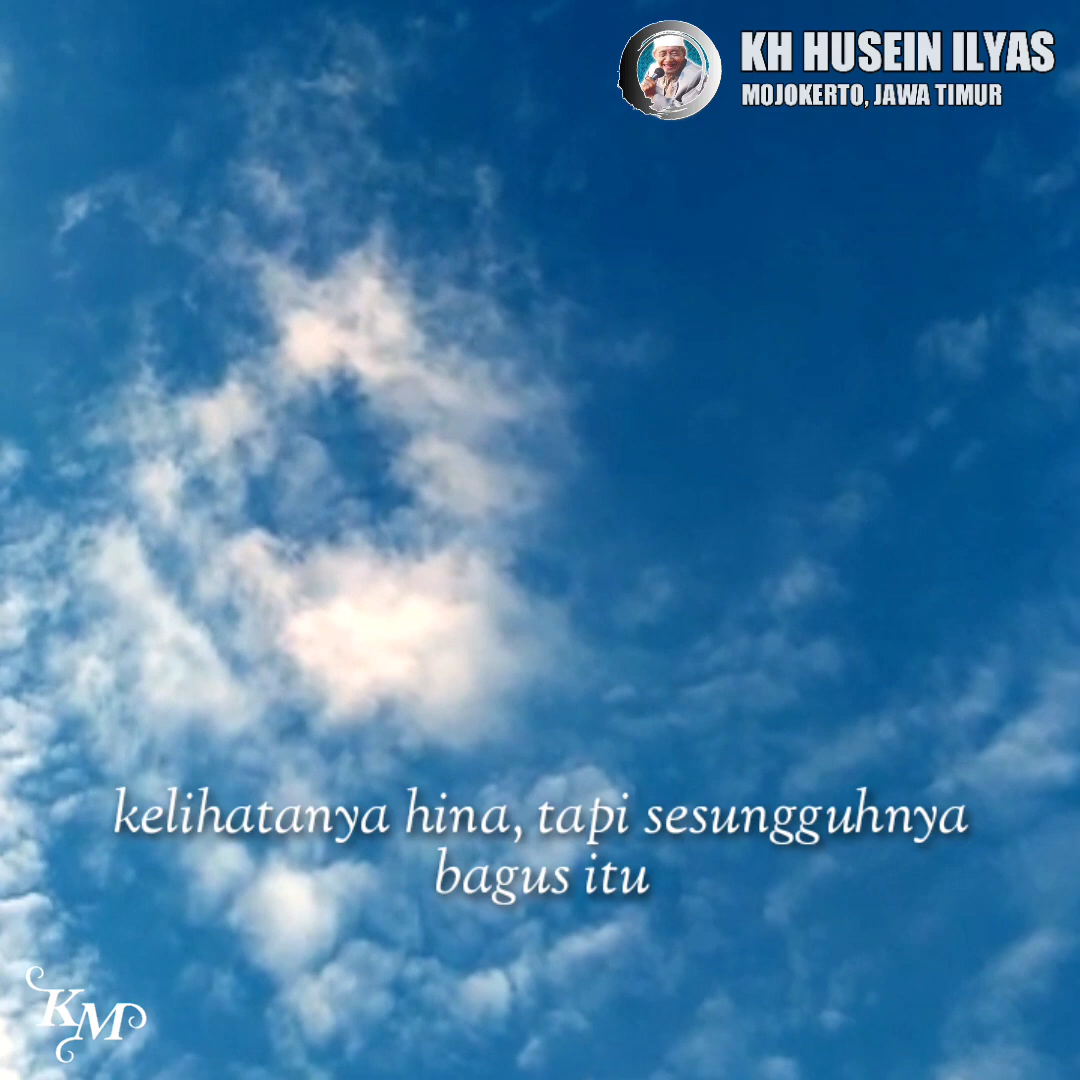 KH HUSEIN ILYAS
MOJOKERTO, JAWA TIMUR
kelihatanya hina, tapi sesungguhnya
bagus itu
KM